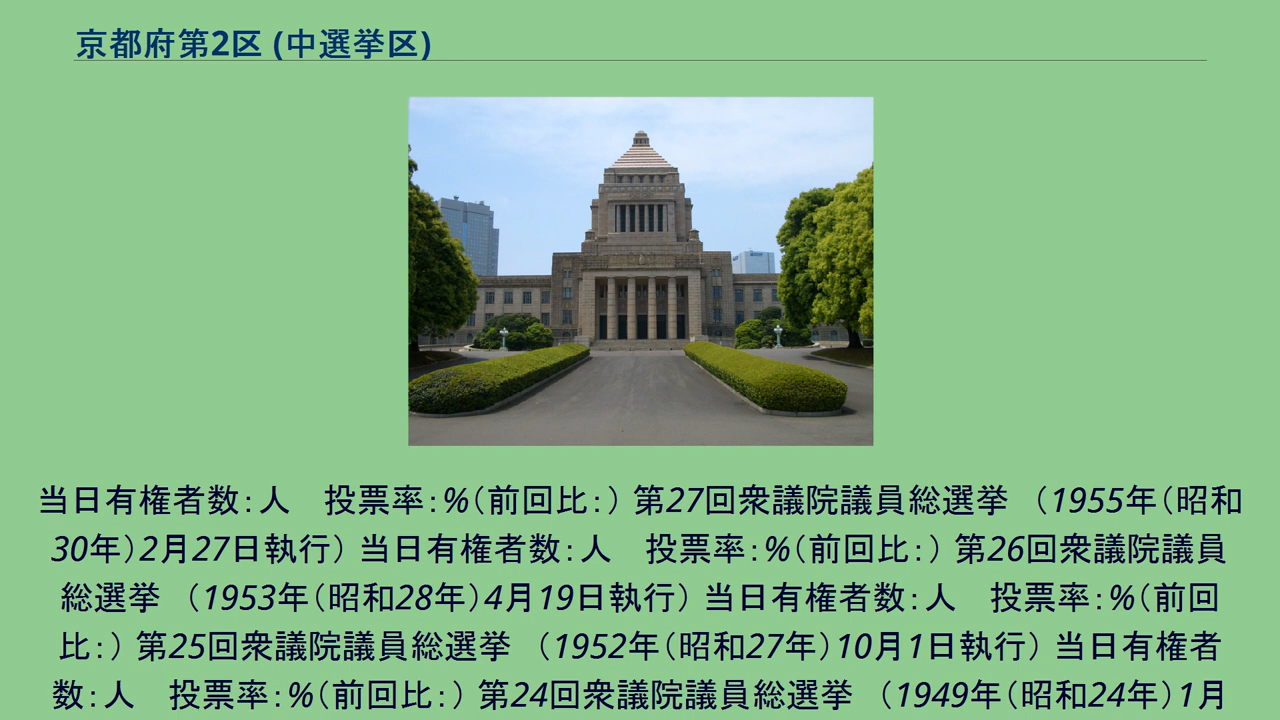 京都府第2区 (中選挙区)
当日有権者数：人　投票率：%（前回比：） 第27回衆議院議員総選挙　（1955年（昭和
30年）2月27日執行） 当日有権者数：人　投票率：%（前回比：） 第26回衆議院議員
総選挙　（1953年（昭和28年）4月19日執行） 当日有権者数：人　投票率：%（前回
比：） 第25回衆議院議員総選挙　（1952年（昭和27年）10月1日執行） 当日有権者
数：人　投票率：%（前回比：） 第24回衆議院議員総選挙　（1949年（昭和24年）1月